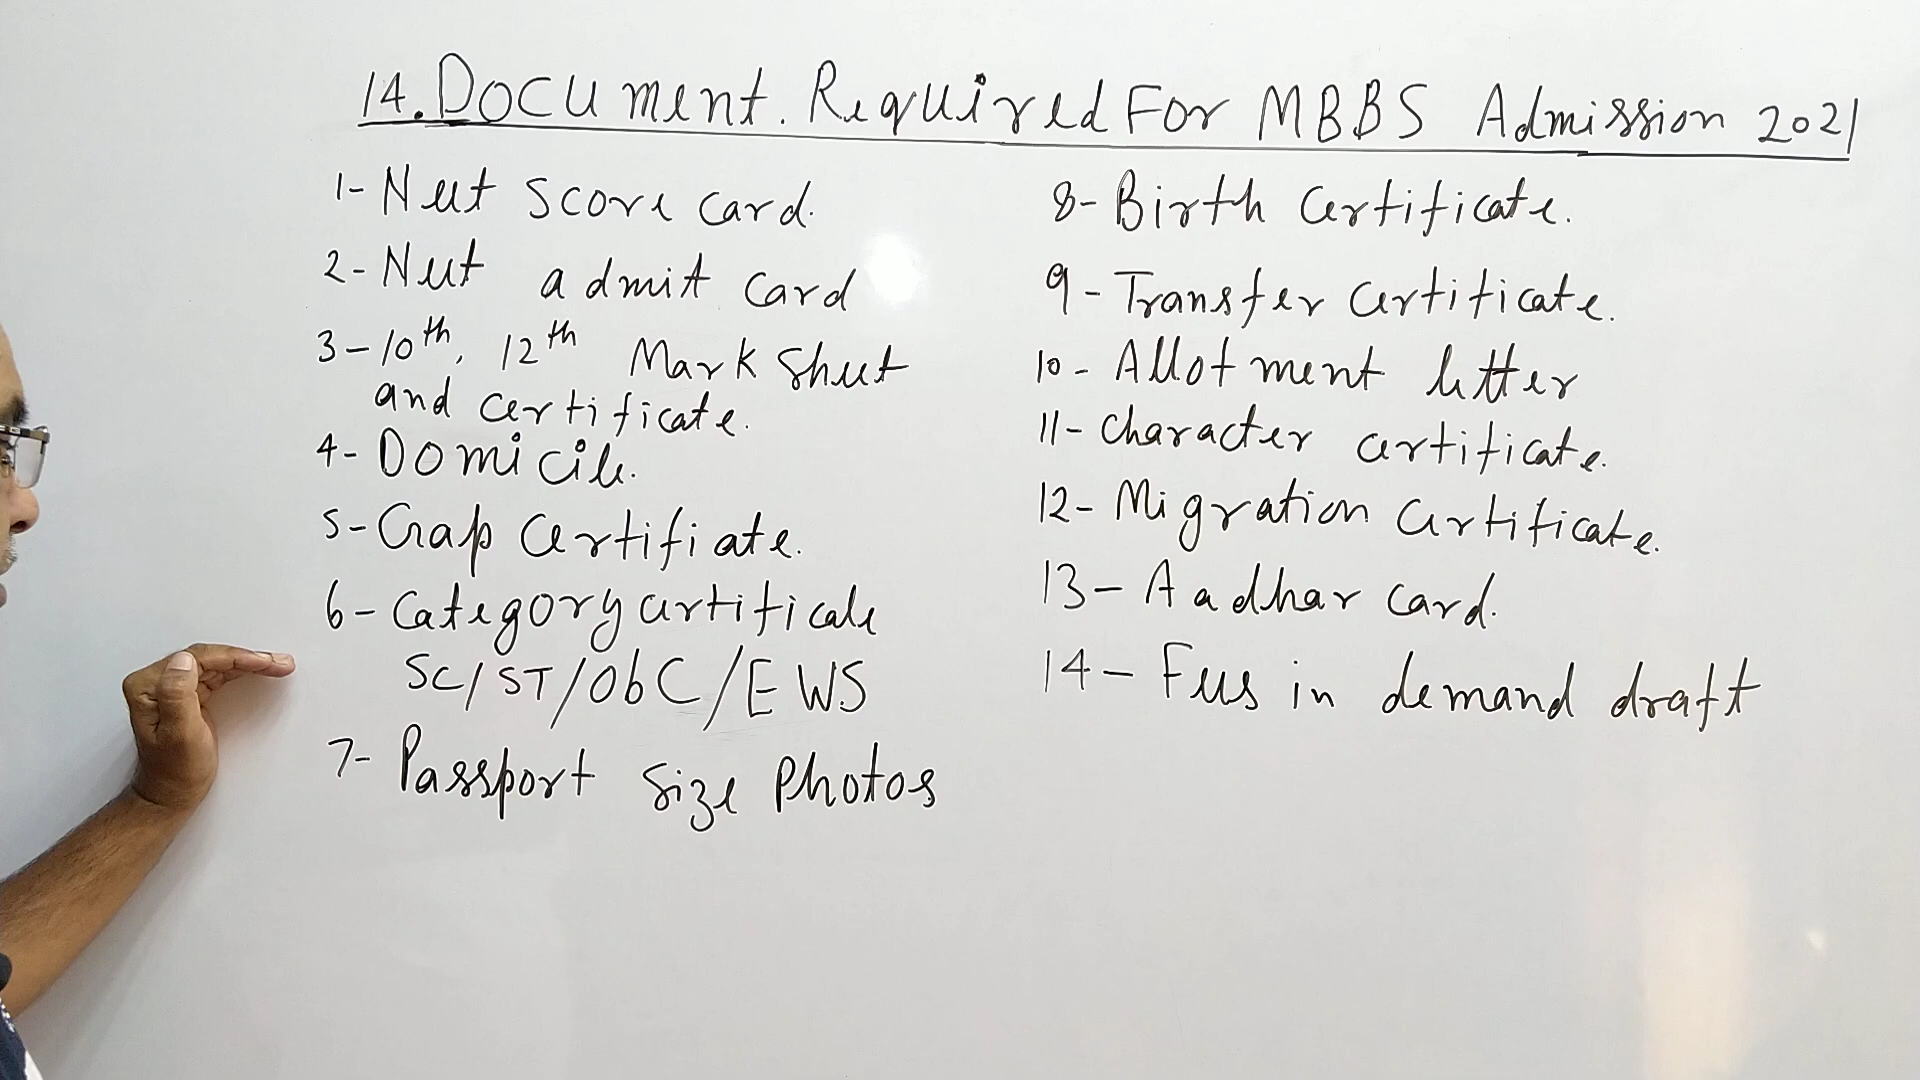 14. Document. Required For MBBS Admission 2021
1- Neet Score Card.
2- Neet admit Card
3- 10th, 12th Mark Sheet
and Certificate.
4- Domicile.
5- Gap Certifiate.
6- Category Certificate
SC/ST/ObC/EWS
7- Passport Size Photos
8- Birth Certificate.
9- Transfer Certificate.
10- Allotment letter
11- Character Certificate.
12- Migration Certificate.
13- Aadhar Card.
14- Fees in demand draft